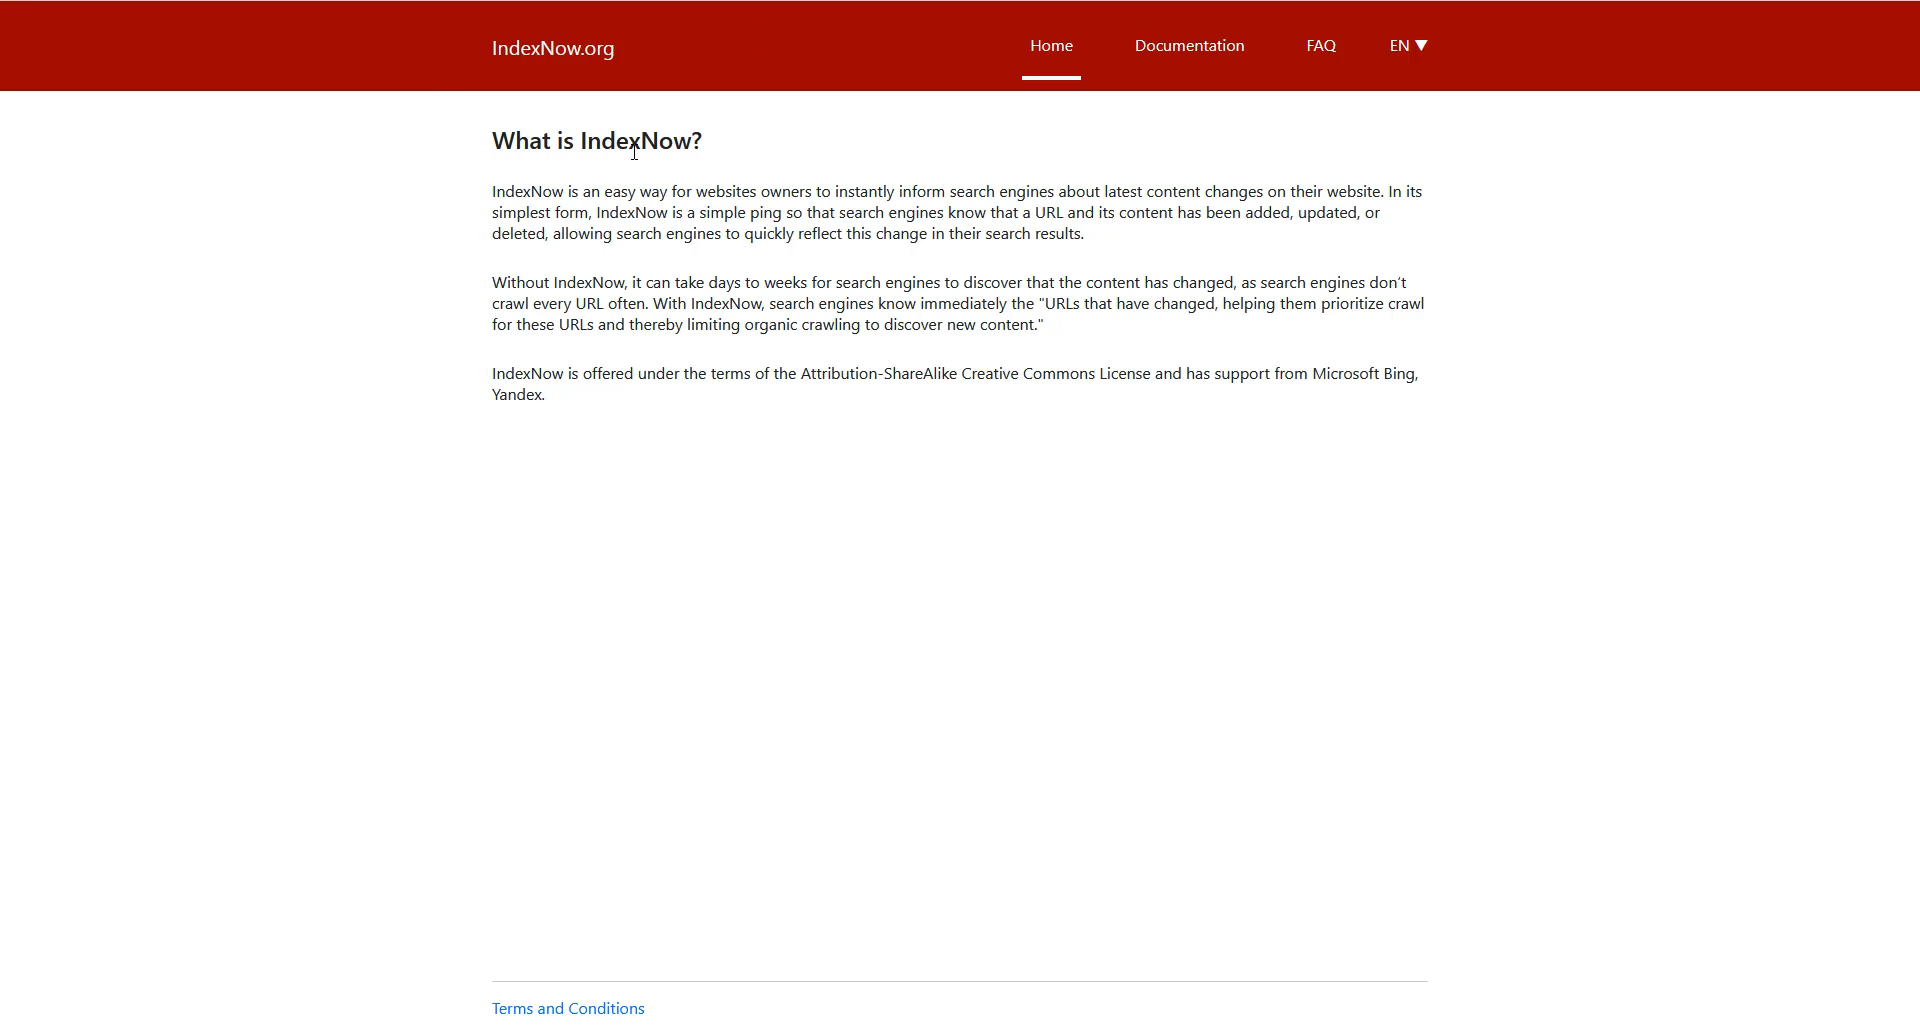 IndexNow.org
Home
Documentation
FAQ
EN ▼
What is IndexNow?
IndexNow is an easy way for websites owners to instantly inform search engines about latest content changes on their website. In its
simplest form, IndexNow is a simple ping so that search engines know that a URL and its content has been added, updated, or
deleted, allowing search engines to quickly reflect this change in their search results.
Without IndexNow, it can take days to weeks for search engines to discover that the content has changed, as search engines don’t
crawl every URL often. With IndexNow, search engines know immediately the "URLs that have changed, helping them prioritize crawl
for these URLs and thereby limiting organic crawling to discover new content."
IndexNow is offered under the terms of the Attribution-ShareAlike Creative Commons License and has support from Microsoft Bing,
Yandex.
Terms and Conditions